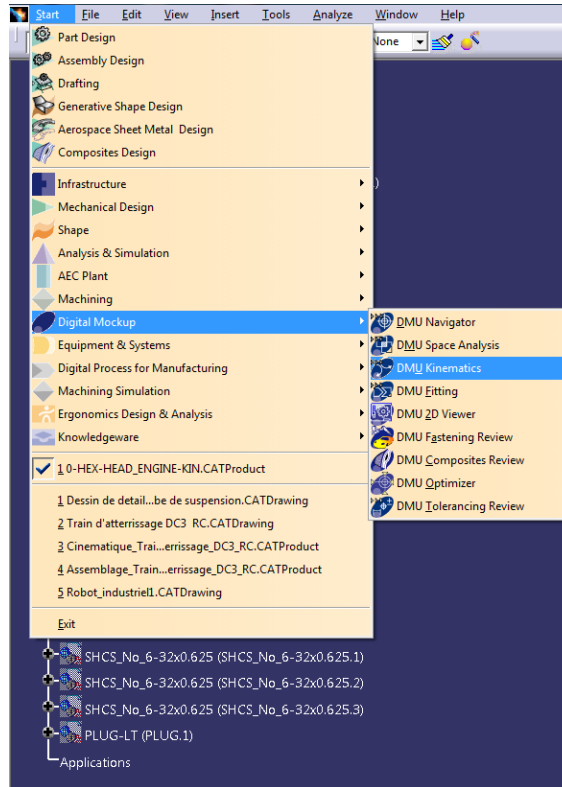 Start File Edit View Insert Tools Analyze Window Help
None
Part Design
Assembly Design
Drafting
Generative Shape Design
Aerospace Sheet Metal Design
Composites Design
Infrastructure
)
Mechanical Design
Shape
Analysis & Simulation
AEC Plant
Machining
Digital Mockup
Equipment & Systems
Digital Process for Manufacturing
Machining Simulation
Ergonomics Design & Analysis
Knowledgeware
DMU Navigator
DMU Space Analysis
DMU Kinematics
DMU Fitting
DMU 2D Viewer
DMU Fastening Review
DMU Composites Review
DMU Optimizer
DMU Tolerancing Review
1 0-HEX-HEAD_ENGINE-KIN.CATProduct
1 Dessin de detail...be de suspension.CATDrawing
2 Train d'atterrissage DC3 RC.CATDrawing
3 Cinematique_Trai...errissage_DC3_RC.CATProduct
4 Assemblage_Train...errissage_DC3_RC.CATProduct
5 Robot_industriel1.CATDrawing
Exit
SHCS_No_6-32x0.625 (SHCS_No_6-32x0.625.1)
SHCS_No_6-32x0.625 (SHCS_No_6-32x0.625.2)
SHCS_No_6-32x0.625 (SHCS_No_6-32x0.625.3)
PLUG-LT (PLUG.1)
Applications